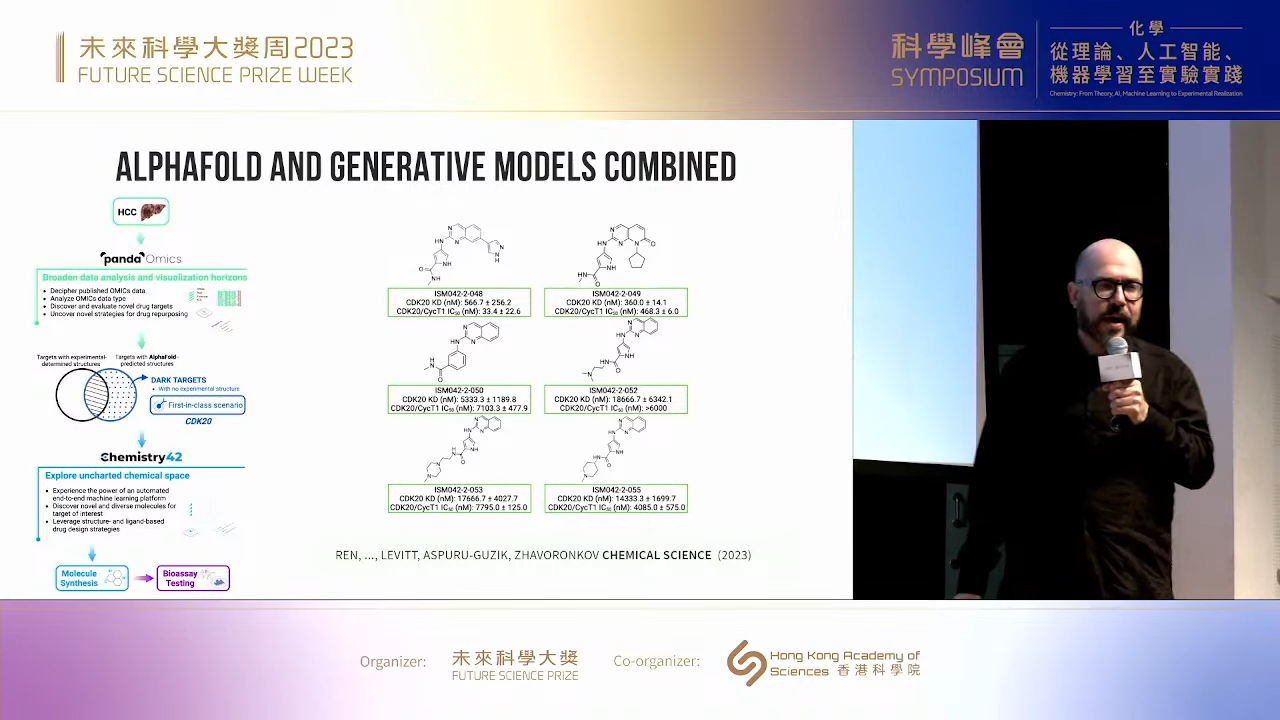 未來科學大獎周2023
FUTURE SCIENCE PRIZE WEEK
科學峰會
SYMPOSIUM
化學
從理論、人工智能、
機器學習至實驗實踐
Chemistry: From Theory, AI, Machine Learning to Experimental Realization
ALPHAFOLD AND GENERATIVE MODELS COMBINED
HCC
panda Omics
Broaden data analysis and visualization horizons
• Decipher published OMICs data
• Analyze OMICs data type
• Discover and evaluate novel drug targets
• Uncover novel strategies for drug repurposing
Targets with experimental-
determined structures
Targets with AlphaFold-
predicted structures
DARK TARGETS
• With no experimental structure
First-in-class scenario
CDK20
Chemistry42
Explore uncharted chemical space
• Experience the power of an automated
end-to-end machine learning platform
• Discover novel and diverse molecules for
target of interest
• Leverage structure- and ligand-based
drug design strategies
Molecule
Synthesis
Bioassay
Testing
ISM042-2-048
CDK20 KD (nM): 566.7 ± 256.2
CDK20/CycT1 IC50 (nM): 33.4 ± 22.6
ISM042-2-049
CDK20 KD (nM): 360.0 ± 14.1
CDK20/CycT1 IC50 (nM): 468.3 ± 6.0
ISM042-2-050
CDK20 KD (nM): 5333.3 ± 1189.8
CDK20/CycT1 IC50 (nM): 7103.3 ± 477.9
ISM042-2-052
CDK20 KD (nM): 18666.7 ± 6342.1
CDK20/CycT1 IC50 (nM): >6000
ISM042-2-053
CDK20 KD (nM): 17666.7 ± 4027.7
CDK20/CycT1 IC50 (nM): 7795.0 ± 125.0
ISM042-2-055
CDK20 KD (nM): 14333.3 ± 1699.7
CDK20/CycT1 IC50 (nM): 4085.0 ± 575.0
REN, ..., LEVITT, ASPURU-GUZIK, ZHAVORONKOV CHEMICAL SCIENCE (2023)
Organizer:
未來科學大獎
FUTURE SCIENCE PRIZE
Co-organizer:
Hong Kong Academy of
Sciences 香港科學院